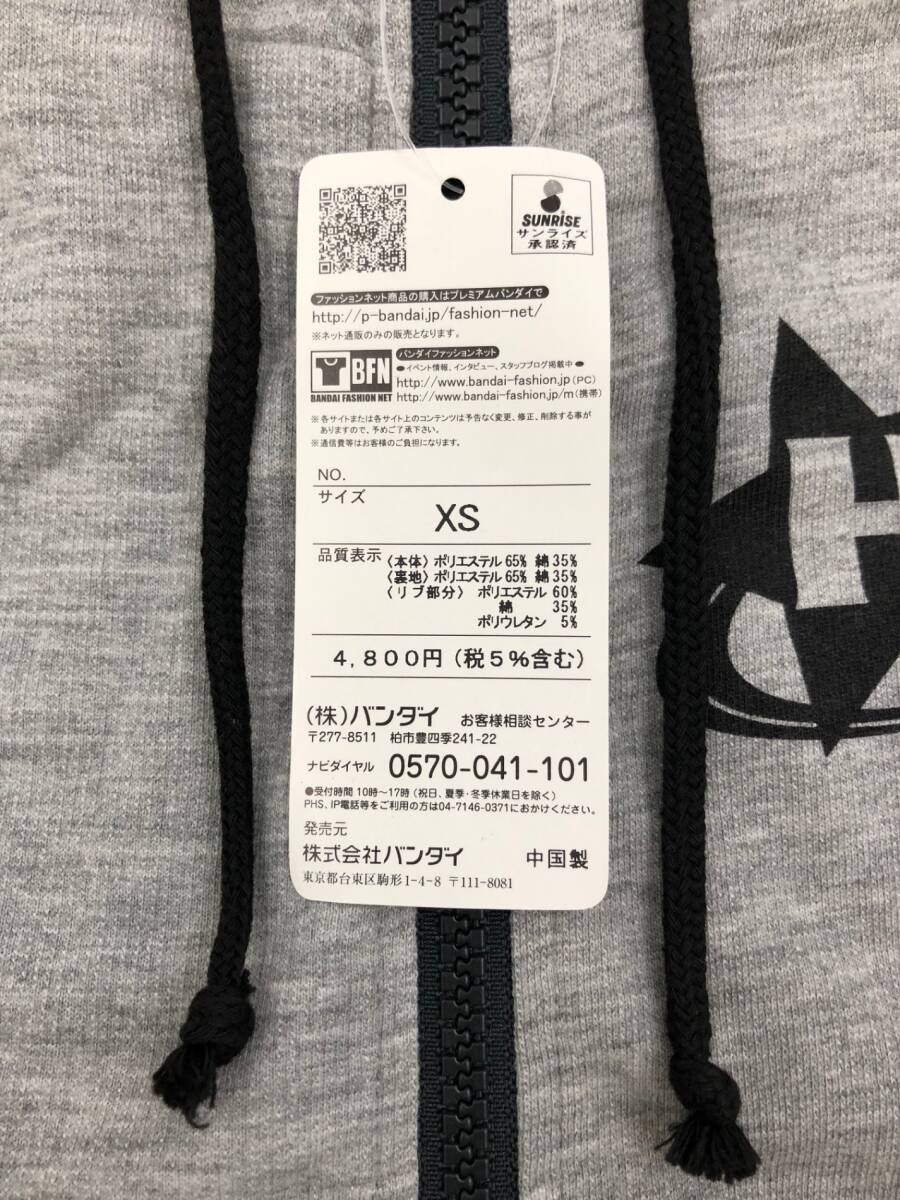 SUNRiSE
サンライズ
承認済
ファッションネット商品の購入はプレミアムバンダイで
http://p-bandai.jp/fashion-net/
※ネット通販のみの販売となります。
BFN
BANDAI FASHION NET
バンダイファッションネット
●イベント情報、インタビュー、スタッフブログ掲載中●
http://www.bandai-fashion.jp(PC)
http://www.bandai-fashion.jp/m(携帯)
※各サイトまたは各サイト上のコンテンツは予告なく変更、修正、削除する事が
ありますので、予めご了承下さい。
※通信費等はお客様のご負担になります。
NO.
サイズ
XS
品質表示
〈本体〉ポリエステル 65% 綿 35%
〈裏地〉ポリエステル 65% 綿 35%
〈リブ部分〉 ポリエステル 60%
綿 35%
ポリウレタン 5%
4,800円(税5%含む)
(株)バンダイ お客様相談センター
〒277-8511 柏市豊四季241-22
ナビダイヤル 0570-041-101
●受付時間 10時〜17時(祝日、夏季・冬季休業日を除く)
PHS、IP電話等をご利用の方は04-7146-0371におかけください。
発売元
株式会社バンダイ 中国製
東京都台東区駒形1-4-8 〒111-8081
H